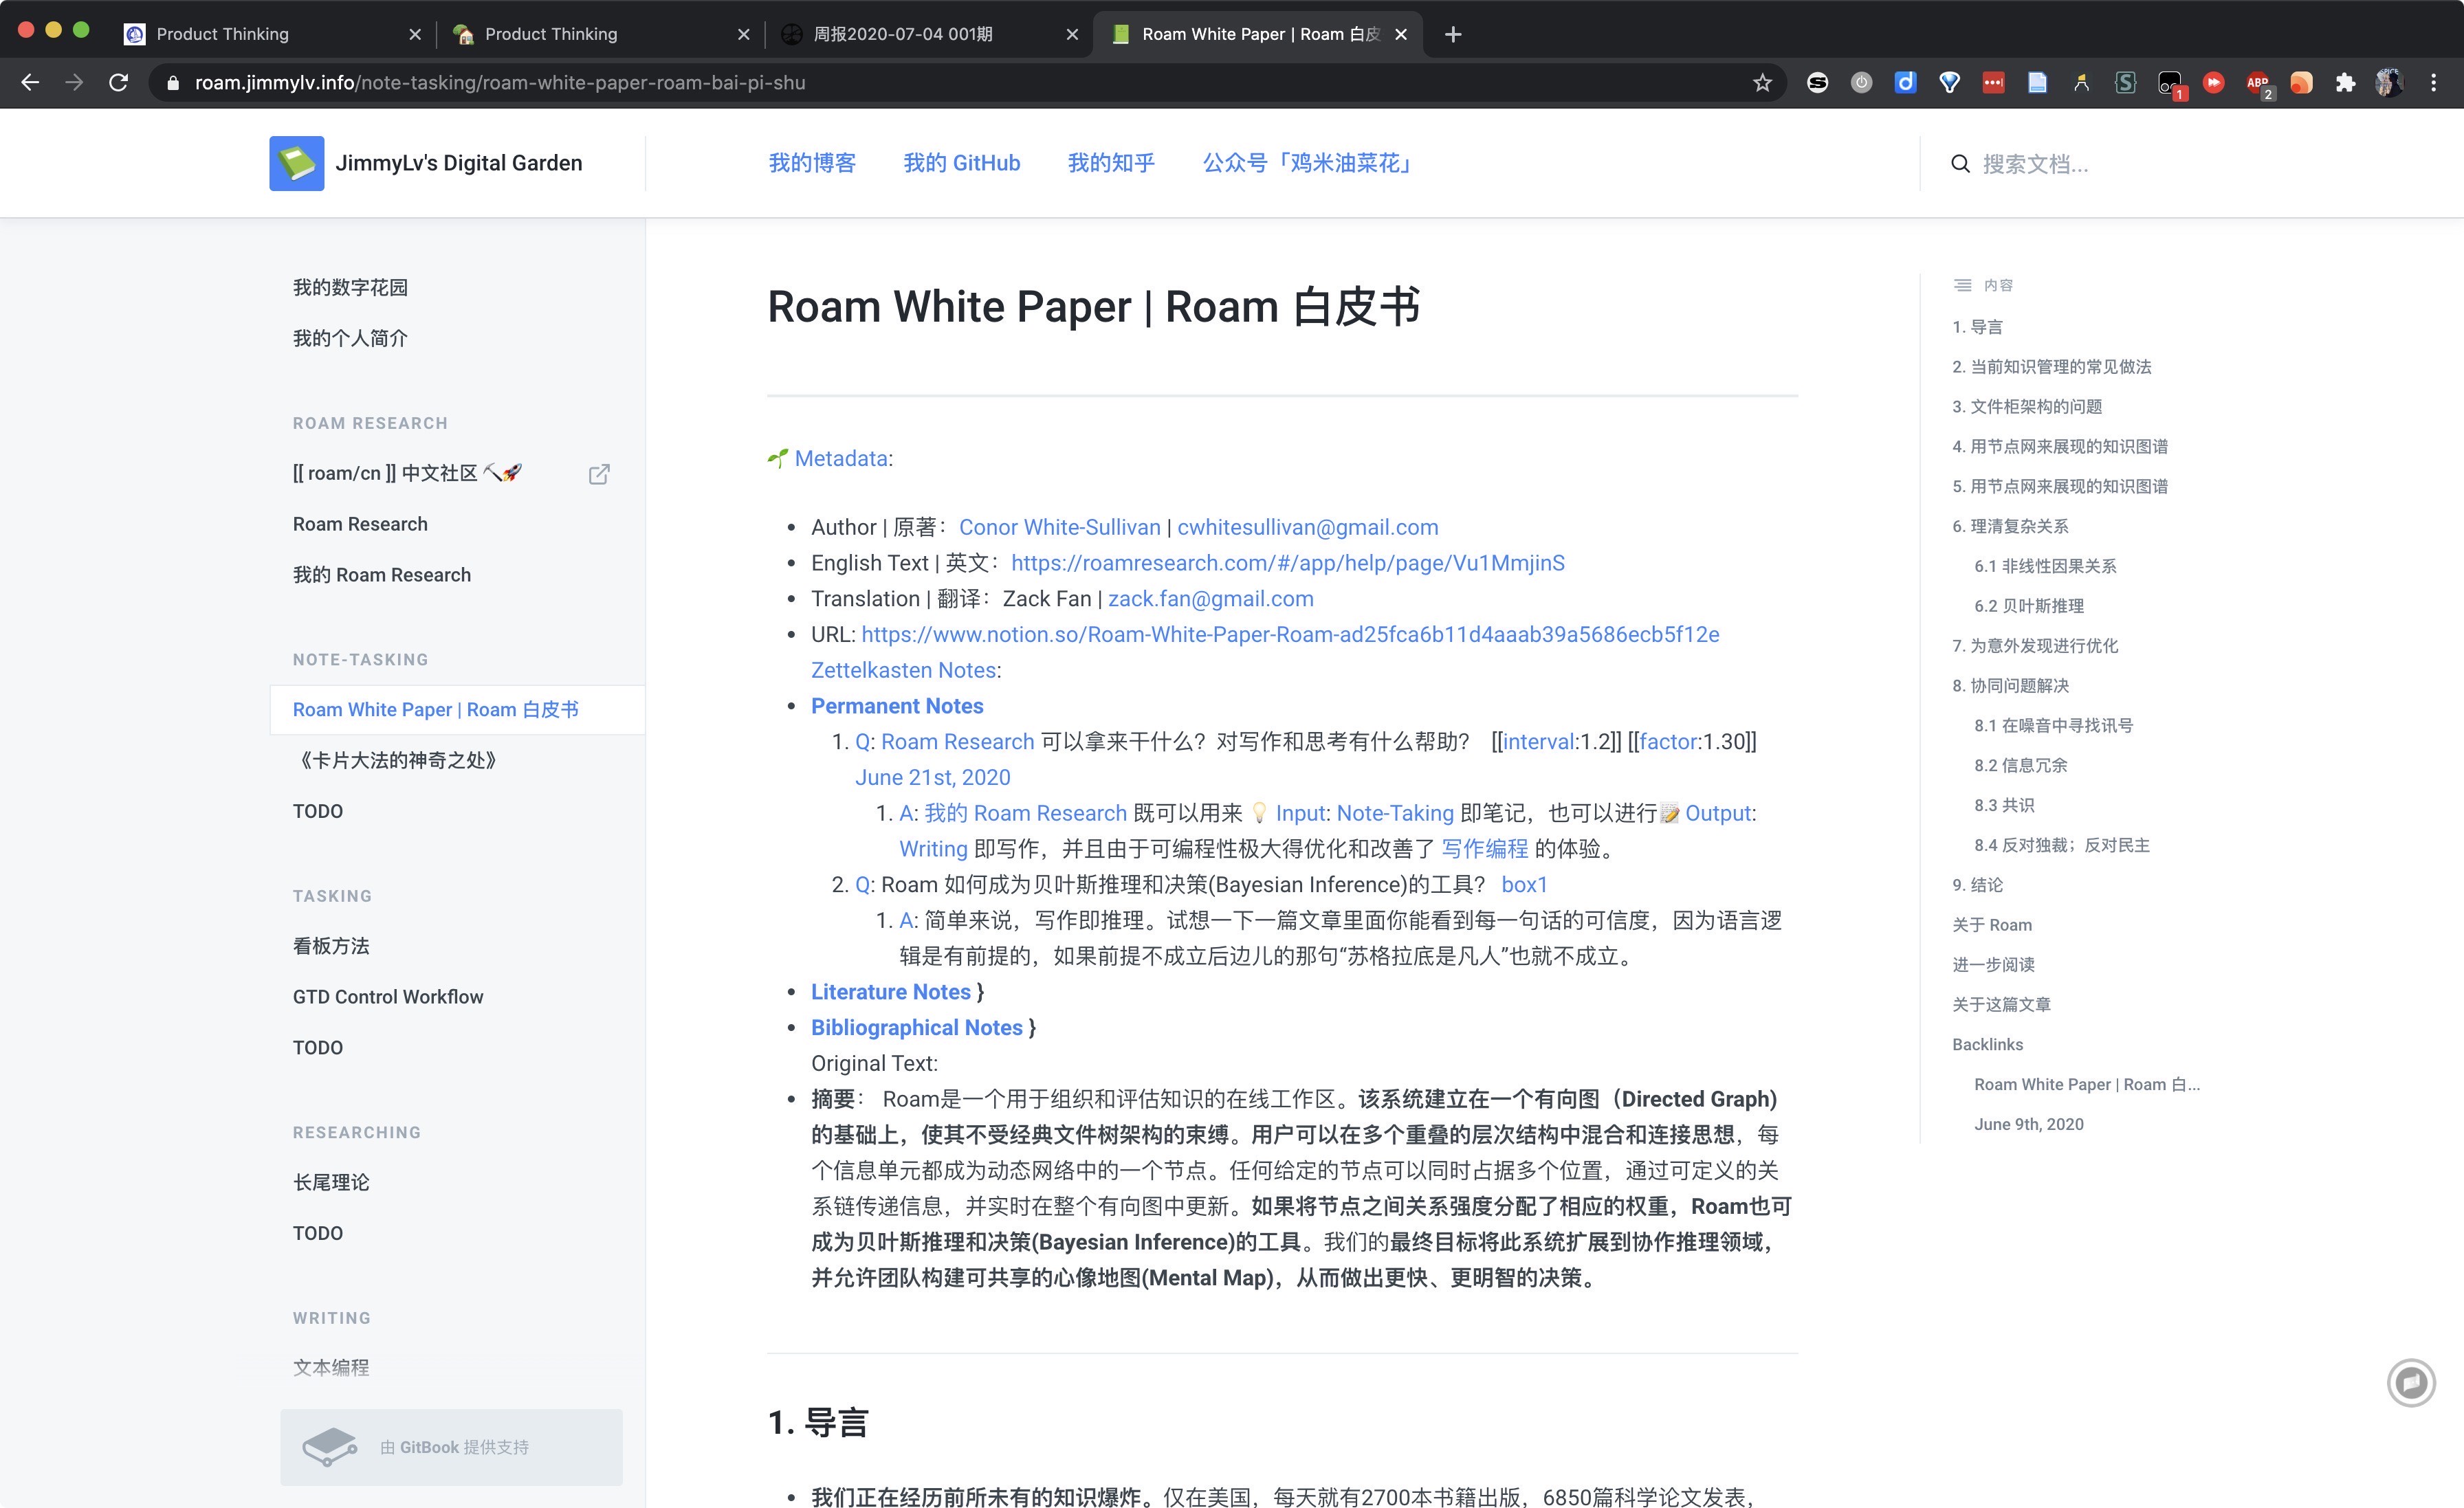 Product Thinking
Product Thinking
周报2020-07-04 001期
Roam White Paper | Roam 白皮
roam.jimmylv.info/note-tasking/roam-white-paper-roam-bai-pi-shu
1
ABP
2
JimmyLv's Digital Garden
我的博客
我的 GitHub
我的知乎
公众号「鸡米油菜花」
搜索文档...
我的数字花园
我的个人简介
ROAM RESEARCH
[[ roam/cn ]] 中文社区 ⛏🚀
Roam Research
我的 Roam Research
NOTE-TASKING
Roam White Paper | Roam 白皮书
《卡片大法的神奇之处》
TODO
TASKING
看板方法
GTD Control Workflow
TODO
RESEARCHING
长尾理论
TODO
WRITING
文本编程
由 GitBook 提供支持
Roam White Paper | Roam 白皮书
🌱 Metadata:
• Author | 原著：Conor White-Sullivan | cwhitesullivan@gmail.com
• English Text | 英文：https://roamresearch.com/#/app/help/page/Vu1MmjinS
• Translation | 翻译：Zack Fan | zack.fan@gmail.com
• URL: https://www.notion.so/Roam-White-Paper-Roam-ad25fca6b11d4aaab39a5686ecb5f12e
Zettelkasten Notes:
• Permanent Notes
1. Q: Roam Research 可以拿来干什么？对写作和思考有什么帮助？ [[interval:1.2]] [[factor:1.30]]
June 21st, 2020
1. A: 我的 Roam Research 既可以用来 💡 Input: Note-Taking 即笔记，也可以进行📝 Output:
Writing 即写作，并且由于可编程性极大得优化和改善了 写作编程 的体验。
2. Q: Roam 如何成为贝叶斯推理和决策(Bayesian Inference)的工具？ box1
1. A: 简单来说，写作即推理。试想一下一篇文章里面你能看到每一句话的可信度，因为语言逻
辑是有前提的，如果前提不成立后边儿的那句“苏格拉底是凡人”也就不成立。
• Literature Notes }
• Bibliographical Notes }
Original Text:
• 摘要： Roam是一个用于组织和评估知识的在线工作区。该系统建立在一个有向图（Directed Graph)
的基础上，使其不受经典文件树架构的束缚。用户可以在多个重叠的层次结构中混合和连接思想，每
个信息单元都成为动态网络中的一个节点。任何给定的节点可以同时占据多个位置，通过可定义的关
系链传递信息，并实时在整个有向图中更新。如果将节点之间关系强度分配了相应的权重，Roam也可
成为贝叶斯推理和决策(Bayesian Inference)的工具。我们的最终目标将此系统扩展到协作推理领域，
并允许团队构建可共享的心像地图(Mental Map)，从而做出更快、更明智的决策。
1. 导言
• 我们正在经历前所未有的知识爆炸。仅在美国，每天就有2700本书籍出版，6850篇科学论文发表，
内容
1. 导言
2. 当前知识管理的常见做法
3. 文件柜架构的问题
4. 用节点网来展现的知识图谱
5. 用节点网来展现的知识图谱
6. 理清复杂关系
6.1 非线性因果关系
6.2 贝叶斯推理
7. 为意外发现进行优化
8. 协同问题解决
8.1 在噪音中寻找讯号
8.2 信息冗余
8.3 共识
8.4 反对独裁；反对民主
9. 结论
关于 Roam
进一步阅读
关于这篇文章
Backlinks
Roam White Paper | Roam 白...
June 9th, 2020